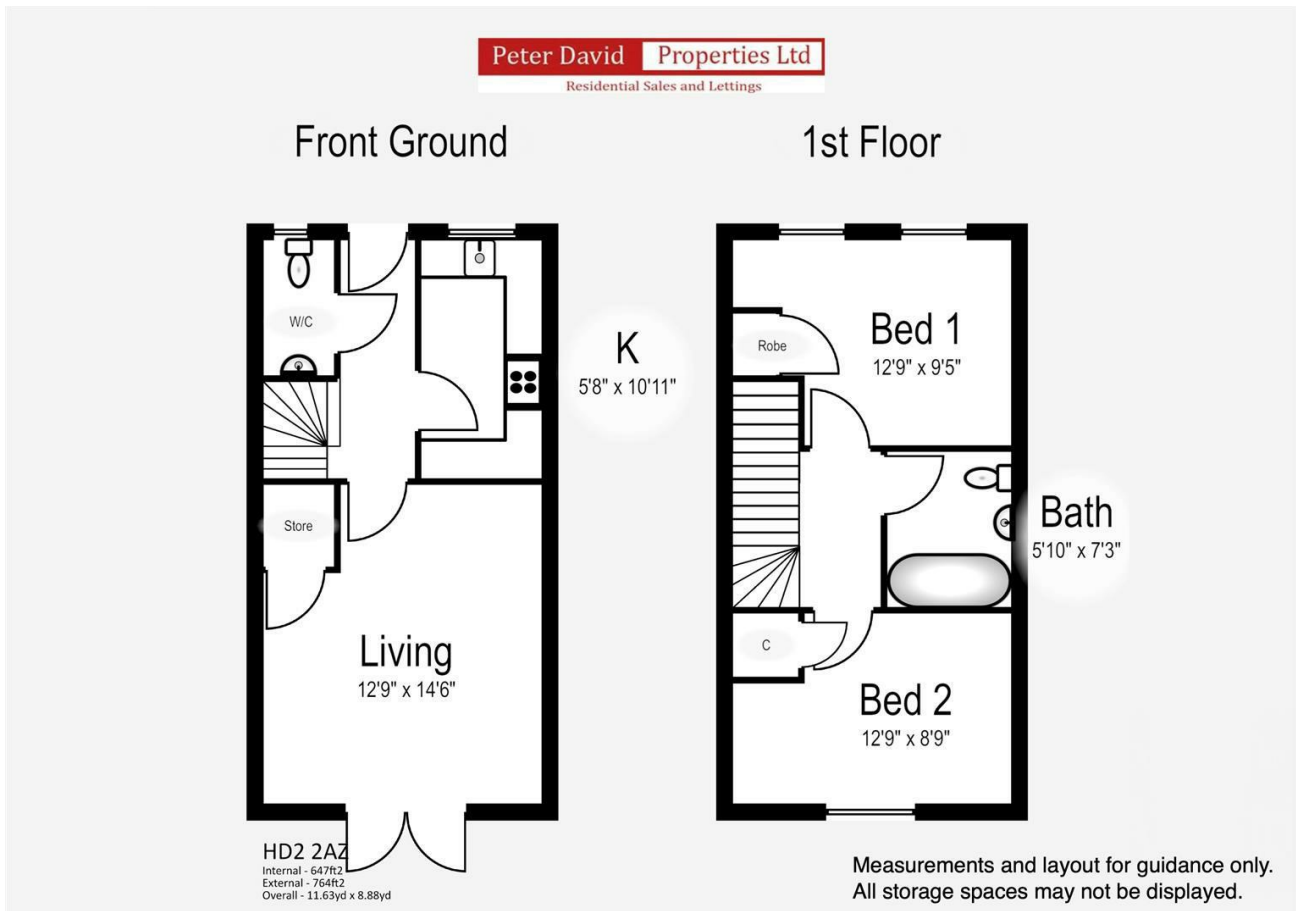 Peter David Properties Ltd
Residential Sales and Lettings
Front Ground
1st Floor
W/C
K
5'8" x 10'11"
Store
Living
12'9" x 14'6"
Robe
Bed 1
12'9" x 9'5"
Bath
5'10" x 7'3"
C
Bed 2
12'9" x 8'9"
HD2 2AZ
Internal - 647ft2
External - 764ft2
Overall - 11.63yd x 8.88yd
Measurements and layout for guidance only.
All storage spaces may not be displayed.